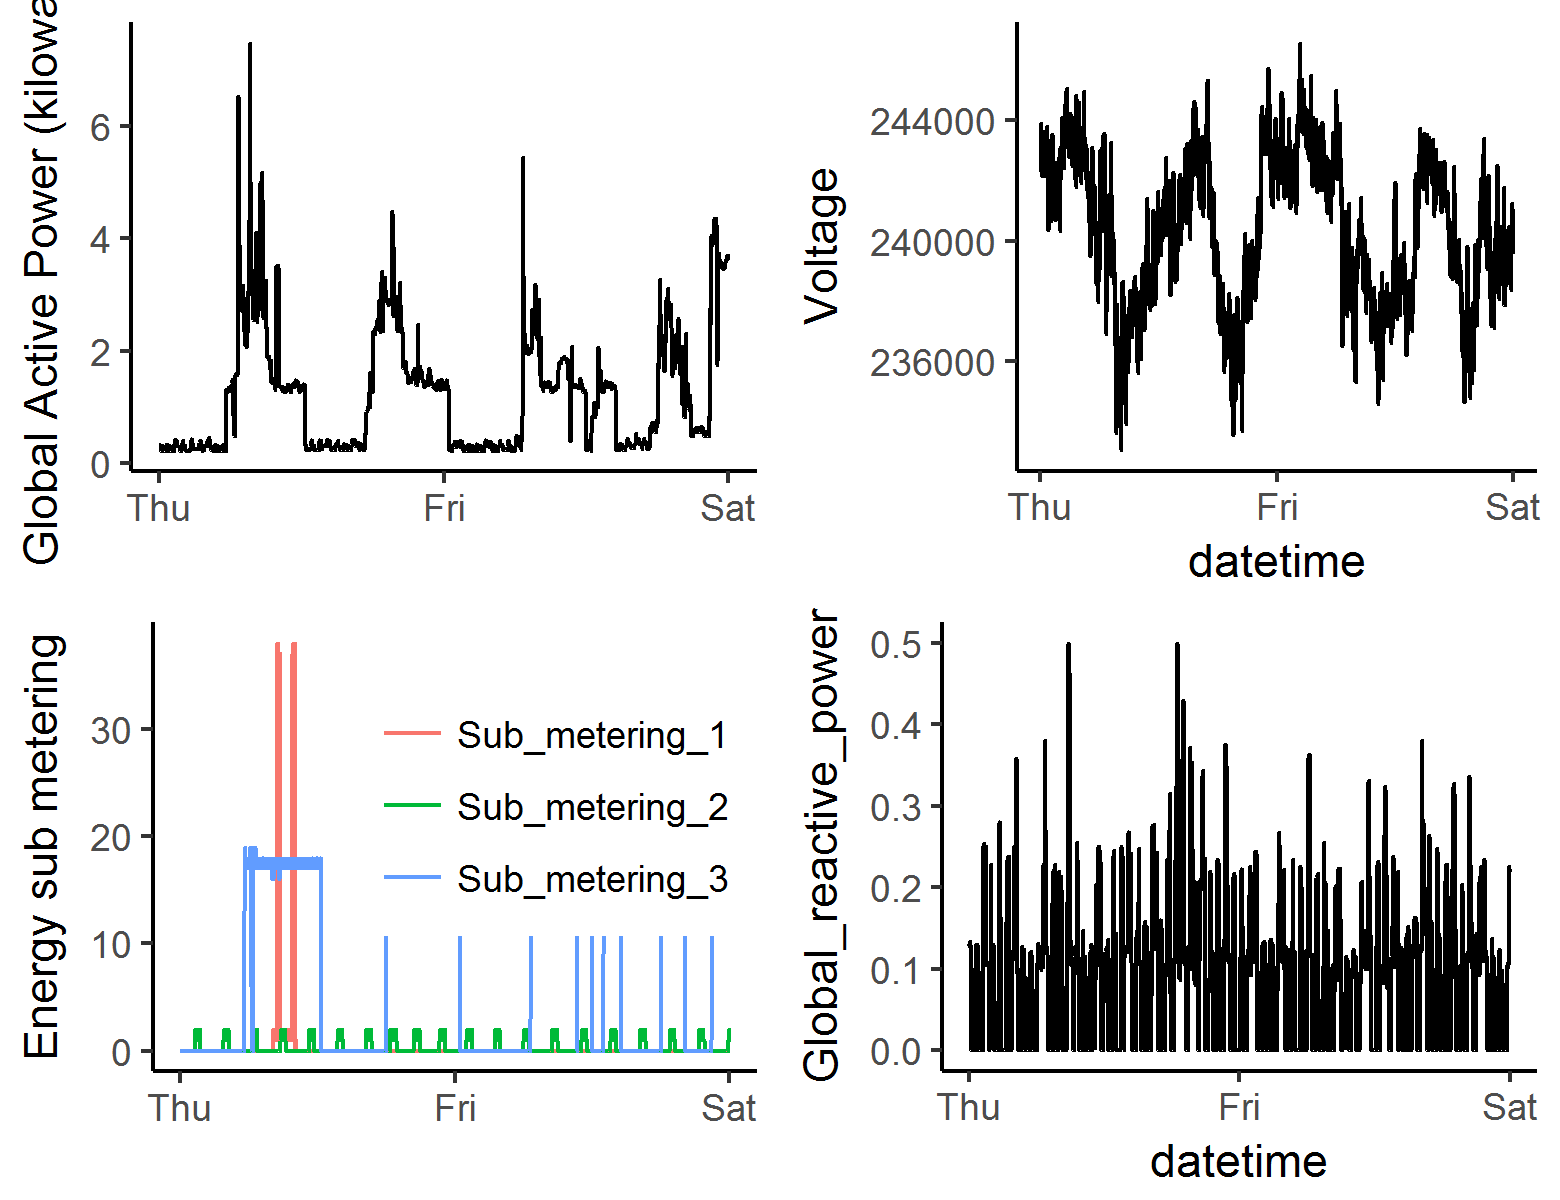 Global Active Power (kilowa
6
4
2
0
Thu Fri Sat
Voltage
244000
240000
236000
Thu Fri Sat
datetime
Energy sub metering
30
20
10
0
Sub_metering_1
Sub_metering_2
Sub_metering_3
Thu Fri Sat
Global_reactive_power
0.5
0.4
0.3
0.2
0.1
0.0
Thu Fri Sat
datetime